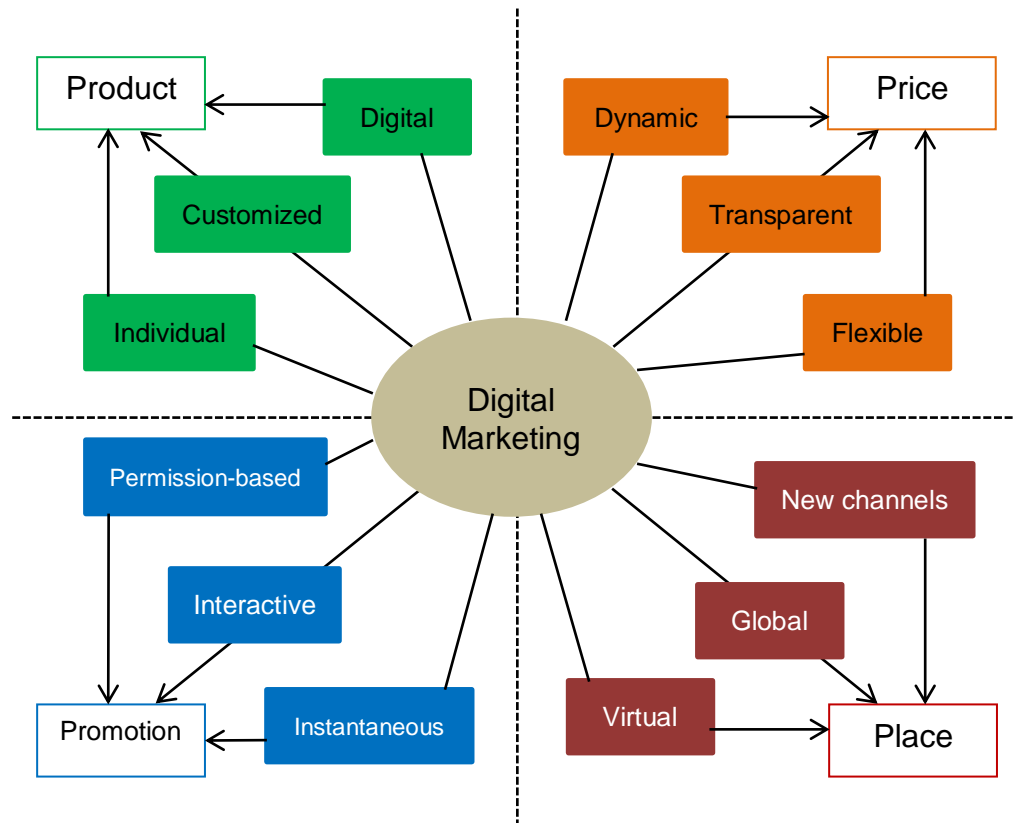 Product
Digital
Customized
Individual
Price
Dynamic
Transparent
Flexible
Digital
Marketing
Permission-based
Interactive
Instantaneous
Promotion
New channels
Global
Virtual
Place